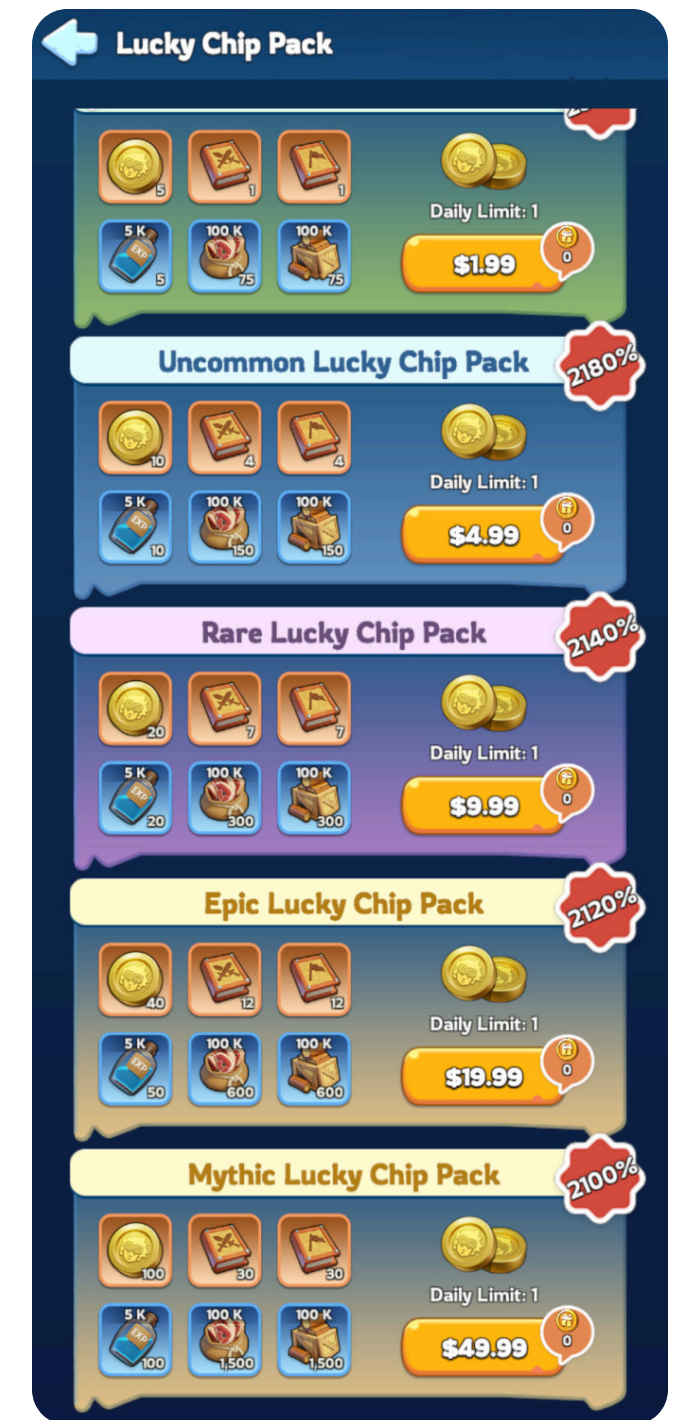 Lucky Chip Pack
5 1 1
Daily Limit: 1
5 K 100 K 100 K
EXP
5 75 75
$1.99 0
Uncommon Lucky Chip Pack 2180%
10 4 4
Daily Limit: 1
5 K 100 K 100 K
EXP
10 150 150
$4.99 0
Rare Lucky Chip Pack 2140%
20 7 7
Daily Limit: 1
5 K 100 K 100 K
EXP
20 300 300
$9.99 0
Epic Lucky Chip Pack 2120%
40 12 12
Daily Limit: 1
5 K 100 K 100 K
EXP
50 600 600
$19.99 0
Mythic Lucky Chip Pack 2100%
100 30 30
Daily Limit: 1
5 K 100 K 100 K
EXP
100 1,500 1,500
$49.99 0